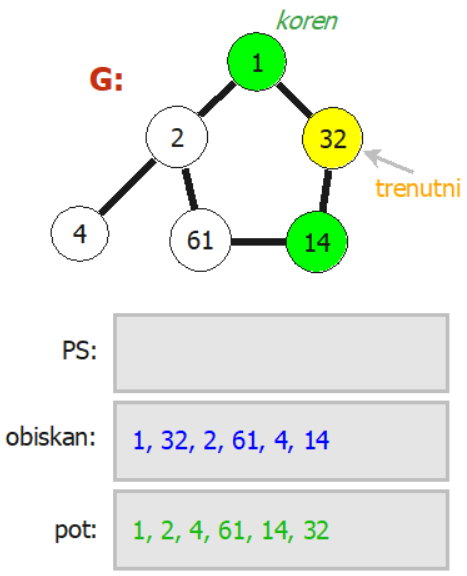 koren
G:
1
2
32
trenutni
4
61
14
PS:
obiskan: 1, 32, 2, 61, 4, 14
pot: 1, 2, 4, 61, 14, 32